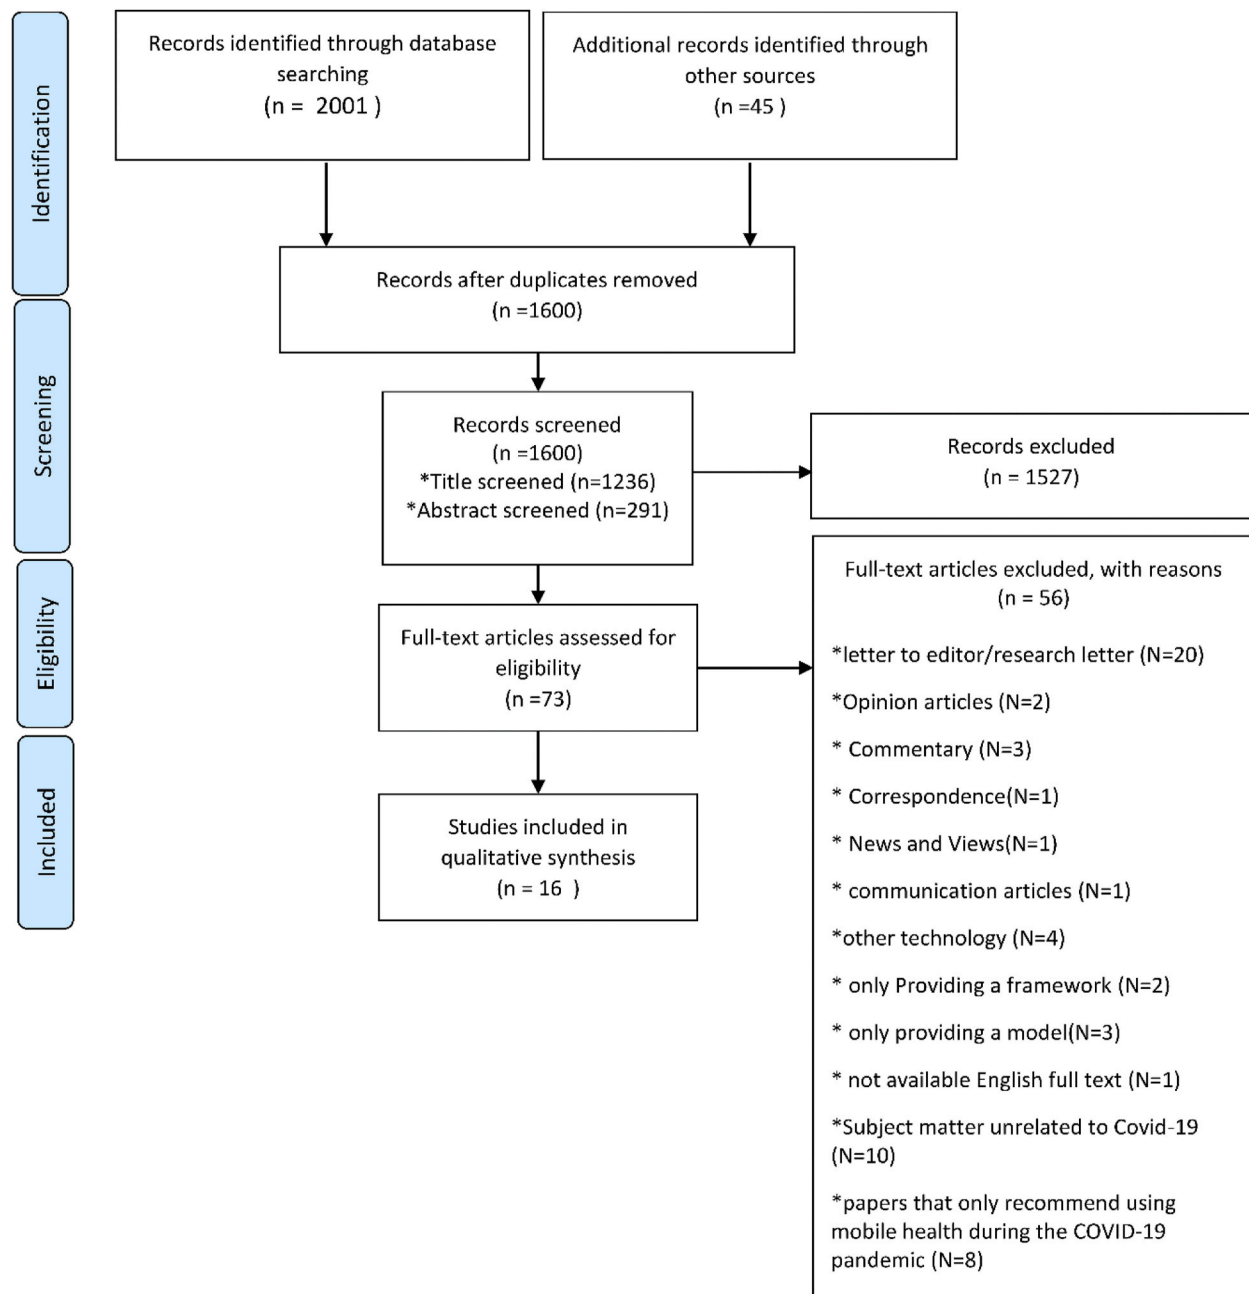 Identification
Records identified through database
searching
(n =  2001 )
Additional records identified through
other sources
(n =45 )
Records after duplicates removed
(n =1600)
Screening
Records screened
(n =1600)
*Title screened (n=1236)
*Abstract screened (n=291)
Records excluded
(n = 1527)
Eligibility
Full-text articles assessed for
eligibility
(n =73)
Full-text articles excluded, with reasons
(n = 56)
*letter to editor/research letter (N=20)
*Opinion articles (N=2)
* Commentary (N=3)
* Correspondence(N=1)
* News and Views(N=1)
* communication articles (N=1)
*other technology (N=4)
* only Providing a framework (N=2)
* only providing a model(N=3)
* not available English full text (N=1)
*Subject matter unrelated to Covid-19
(N=10)
*papers that only recommend using
mobile health during the COVID-19
pandemic (N=8)
Included
Studies included in
qualitative synthesis
(n = 16  )